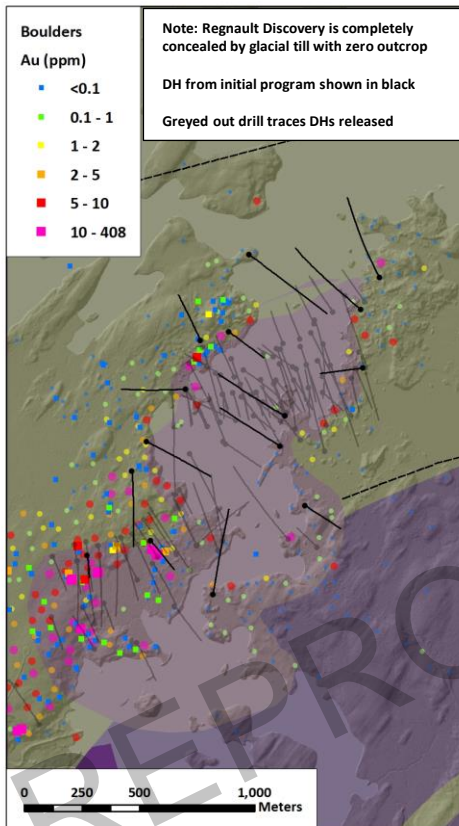 Boulders
Au (ppm)
<0.1
0.1 - 1
1 - 2
2 - 5
5 - 10
10 - 408
Note: Regnault Discovery is completely
concealed by glacial till with zero outcrop
DH from initial program shown in black
Greyed out drill traces DHs released
REPRO
0 250 500 1,000
Meters